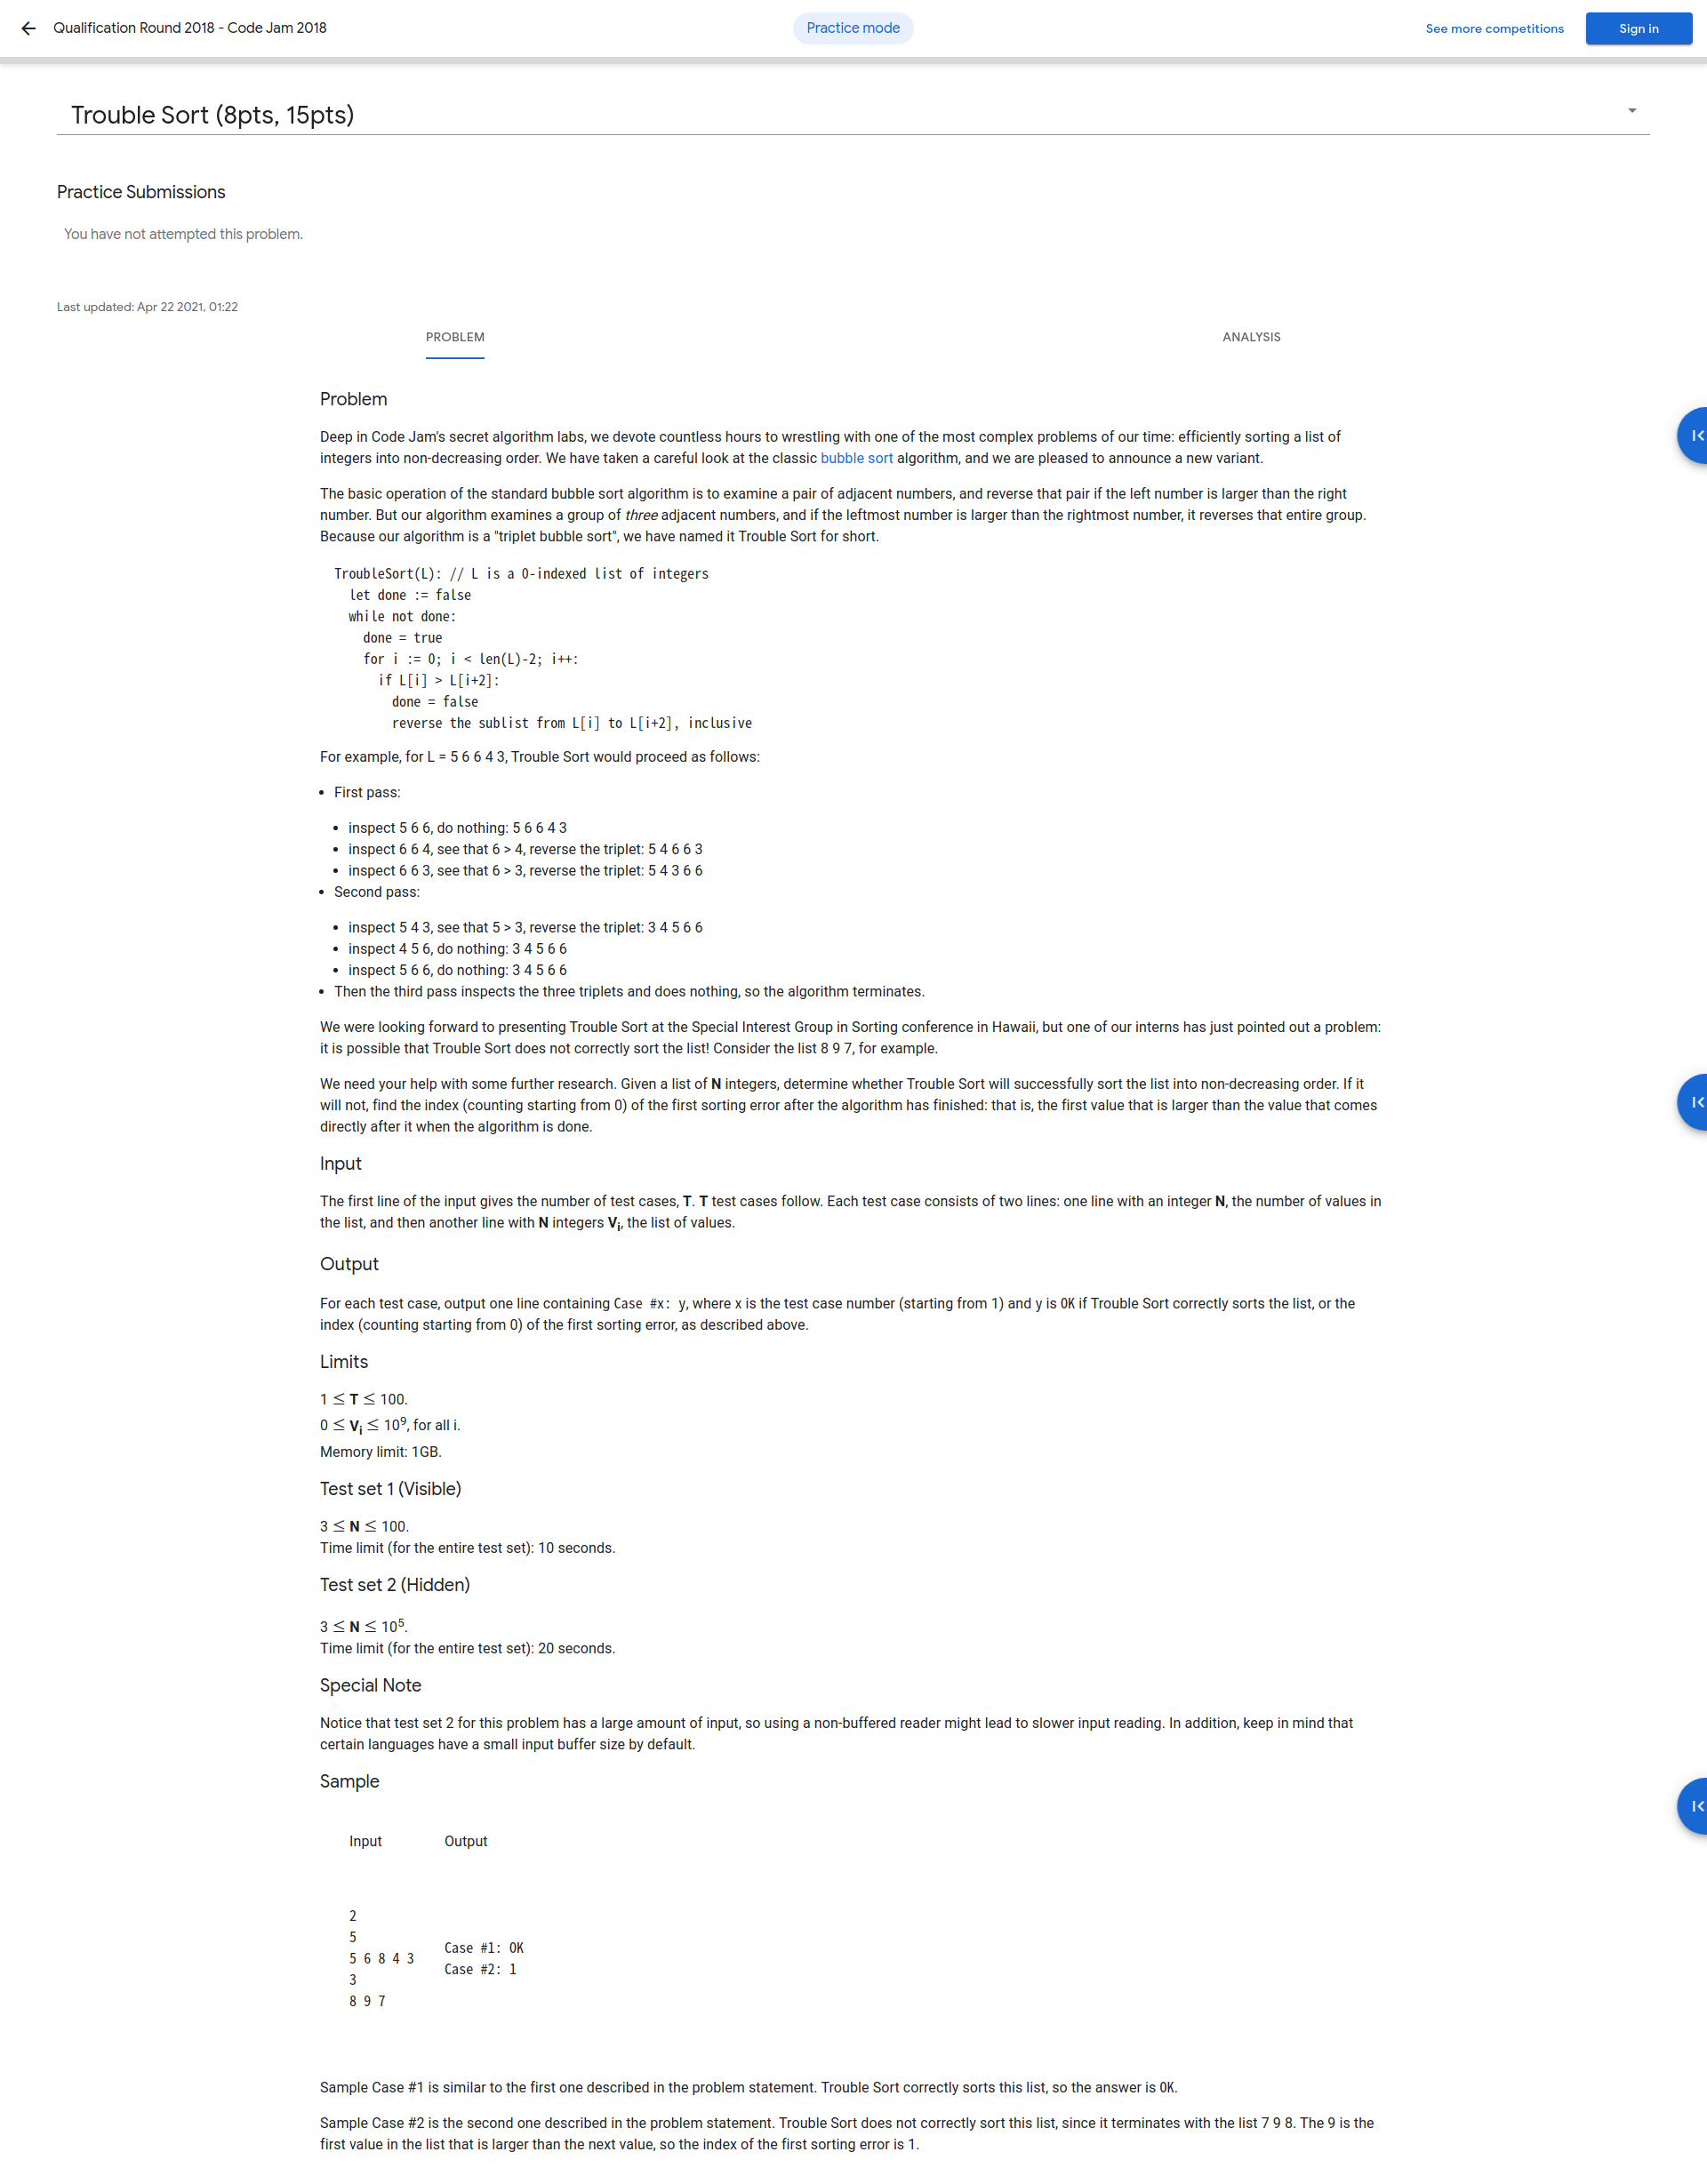 Qualification Round 2018 - Code Jam 2018
Practice mode
See more competitions
Sign in
Trouble Sort (8pts, 15pts)
Practice Submissions
You have not attempted this problem.
Last updated: Apr 22 2021, 01:22
PROBLEM
ANALYSIS
Problem
Deep in Code Jam's secret algorithm labs, we devote countless hours to wrestling with one of the most complex problems of our time: efficiently sorting a list of
integers into non-decreasing order. We have taken a careful look at the classic bubble sort algorithm, and we are pleased to announce a new variant.
The basic operation of the standard bubble sort algorithm is to examine a pair of adjacent numbers, and reverse that pair if the left number is larger than the right
number. But our algorithm examines a group of three adjacent numbers, and if the leftmost number is larger than the rightmost number, it reverses that entire group.
Because our algorithm is a "triplet bubble sort", we have named it Trouble Sort for short.
TroubleSort(L): // L is a 0-indexed list of integers
let done := false
while not done:
done = true
for i := 0; i < len(L)-2; i++:
if L[i] > L[i+2]:
done = false
reverse the sublist from L[i] to L[i+2], inclusive
For example, for L = 5 6 6 4 3, Trouble Sort would proceed as follows:
• First pass:
• inspect 5 6 6, do nothing: 5 6 6 4 3
• inspect 6 6 4, see that 6 > 4, reverse the triplet: 5 4 6 6 3
• inspect 6 6 3, see that 6 > 3, reverse the triplet: 5 4 3 6 6
• Second pass:
• inspect 5 4 3, see that 5 > 3, reverse the triplet: 3 4 5 6 6
• inspect 4 5 6, do nothing: 3 4 5 6 6
• inspect 5 6 6, do nothing: 3 4 5 6 6
• Then the third pass inspects the three triplets and does nothing, so the algorithm terminates.
We were looking forward to presenting Trouble Sort at the Special Interest Group in Sorting conference in Hawaii, but one of our interns has just pointed out a problem:
it is possible that Trouble Sort does not correctly sort the list! Consider the list 8 9 7, for example.
We need your help with some further research. Given a list of N integers, determine whether Trouble Sort will successfully sort the list into non-decreasing order. If it
will not, find the index (counting starting from 0) of the first sorting error after the algorithm has finished: that is, the first value that is larger than the value that comes
directly after it when the algorithm is done.
Input
The first line of the input gives the number of test cases, T. T test cases follow. Each test case consists of two lines: one line with an integer N, the number of values in
the list, and then another line with N integers Vi, the list of values.
Output
For each test case, output one line containing Case #x: y, where x is the test case number (starting from 1) and y is OK if Trouble Sort correctly sorts the list, or the
index (counting starting from 0) of the first sorting error, as described above.
Limits
1 ≤ T ≤ 100.
0 ≤ Vi ≤ 10⁹, for all i.
Memory limit: 1GB.
Test set 1 (Visible)
3 ≤ N ≤ 100.
Time limit (for the entire test set): 10 seconds.
Test set 2 (Hidden)
3 ≤ N ≤ 10⁵.
Time limit (for the entire test set): 20 seconds.
Special Note
Notice that test set 2 for this problem has a large amount of input, so using a non-buffered reader might lead to slower input reading. In addition, keep in mind that
certain languages have a small input buffer size by default.
Sample
Input
Output
2
5
5 6 8 4 3
3
8 9 7
Case #1: OK
Case #2: 1
Sample Case #1 is similar to the first one described in the problem statement. Trouble Sort correctly sorts this list, so the answer is OK.
Sample Case #2 is the second one described in the problem statement. Trouble Sort does not correctly sort this list, since it terminates with the list 7 9 8. The 9 is the
first value in the list that is larger than the next value, so the index of the first sorting error is 1.